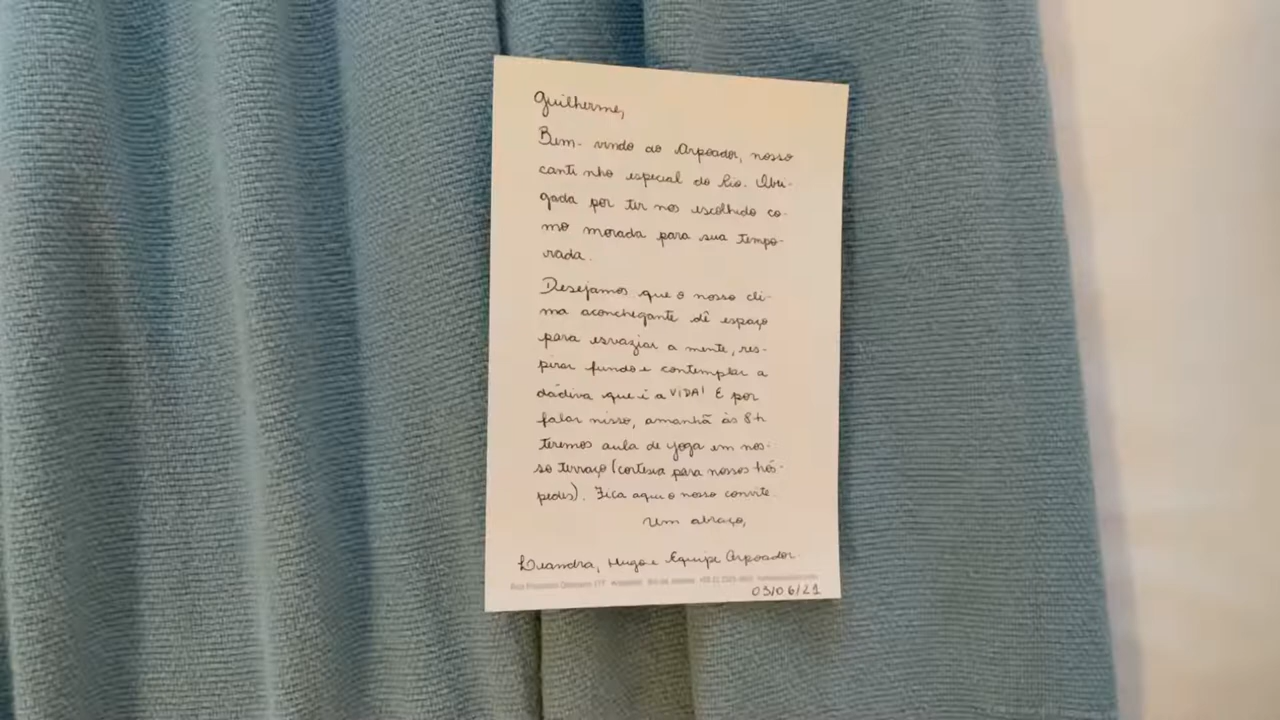 Guilherme,
Bem-vindo ao Arpoador, nosso
cantinho especial do Rio. Obri-
gada por ter nos escolhido co-
mo morada para sua tempo-
rada.
Desejamos que o nosso cli-
ma aconchegante dê espaço
para esvaziar a mente, res-
pirar fundo e contemplar a
dádiva que é a VIDA! E por
falar nisso, amanhã às 8h
teremos aula de yoga em nos-
so terraço (cortesia para nossos hós-
pedes). Fica aqui o nosso convite.
Um abraço,
Leandra, Hugo e Equipe Arpoador.
03/06/21